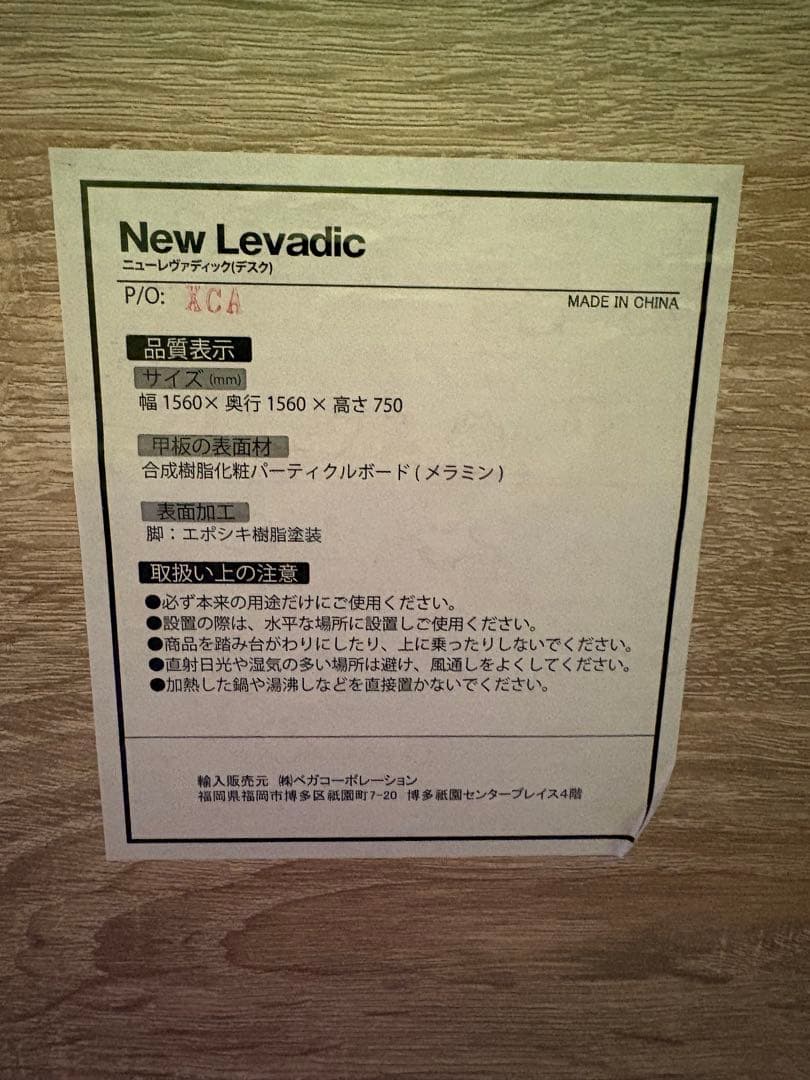 New Levadic
ニューレヴァディック(デスク)
P/O: XCA
MADE IN CHINA
品質表示
サイズ (mm)
幅 1560× 奥行 1560 × 高さ 750
甲板の表面材
合成樹脂化粧パーティクルボード ( メラミン )
表面加工
脚：エポシキ樹脂塗装
取扱い上の注意
●必ず本来の用途だけにご使用ください。
●設置の際は、水平な場所に設置しご使用ください。
●商品を踏み台がわりにしたり、上に乗ったりしないでください。
●直射日光や湿気の多い場所は避け、風通しをよくしてください。
●加熱した鍋や湯沸しなどを直接置かないでください。
輸入販売元 ㈱ベガコーポレーション
福岡県福岡市博多区祇園町7-20 博多祇園センタープレイス4階